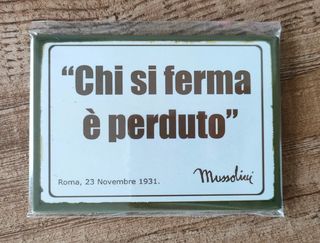 “Chi si ferma
è perduto”
Roma, 23 Novembre 1931.
Mussolini